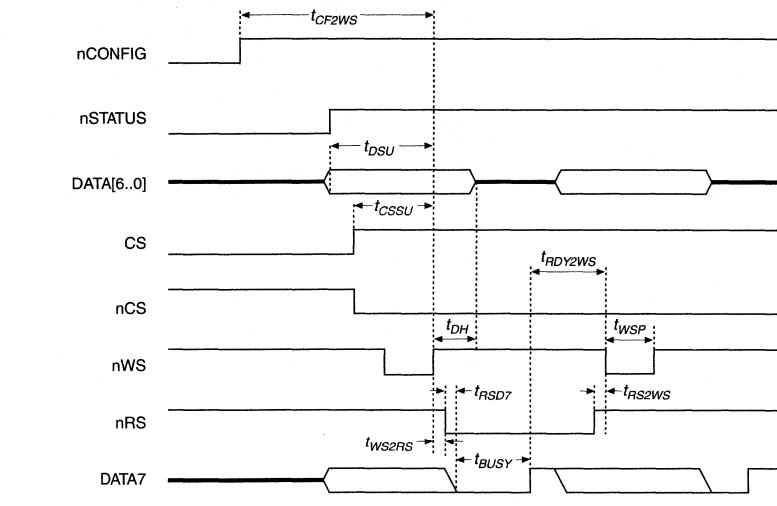 tCF2WS
nCONFIG
nSTATUS
tDSU
DATA[6..0]
tCSSU
CS
tRDY2WS
nCS
tDH
tWSP
nWS
tRSD7
tRS2WS
nRS
tWS2RS
tBUSY
DATA7